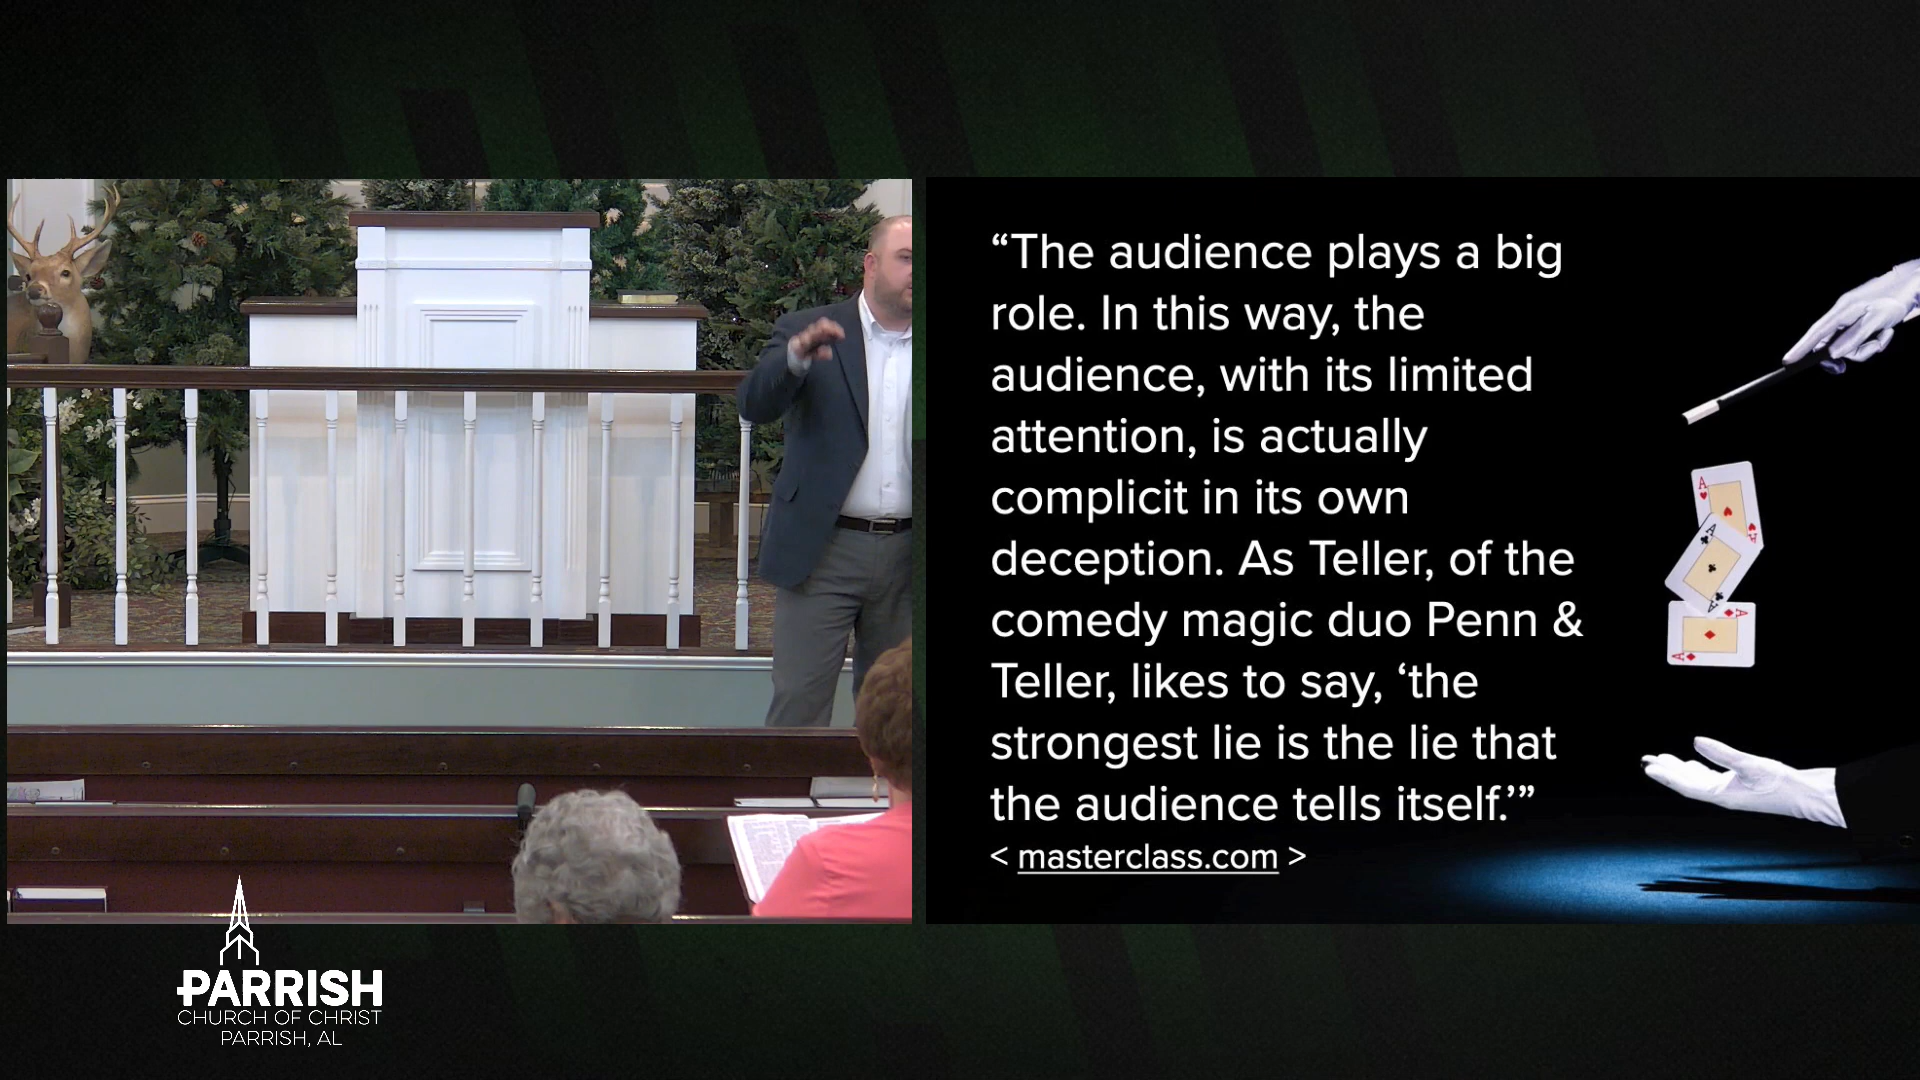 “The audience plays a big
role. In this way, the
audience, with its limited
attention, is actually
complicit in its own
deception. As Teller, of the
comedy magic duo Penn &
Teller, likes to say, ‘the
strongest lie is the lie that
the audience tells itself.’”
< masterclass.com >
PARRISH
CHURCH OF CHRIST
PARRISH, AL
A
A
A
A
A
A